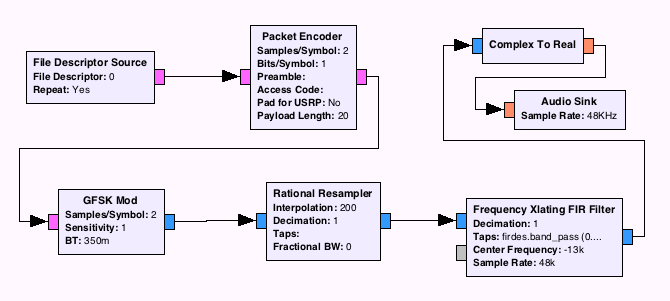 File Descriptor Source
File Descriptor: 0
Repeat: Yes
Packet Encoder
Samples/Symbol: 2
Bits/Symbol: 1
Preamble:
Access Code:
Pad for USRP: No
Payload Length: 20
Complex To Real
Audio Sink
Sample Rate: 48KHz
GFSK Mod
Samples/Symbol: 2
Sensitivity: 1
BT: 350m
Rational Resampler
Interpolation: 200
Decimation: 1
Taps:
Fractional BW: 0
Frequency Xlating FIR Filter
Decimation: 1
Taps: firdes.band_pass (0....
Center Frequency: -13k
Sample Rate: 48k